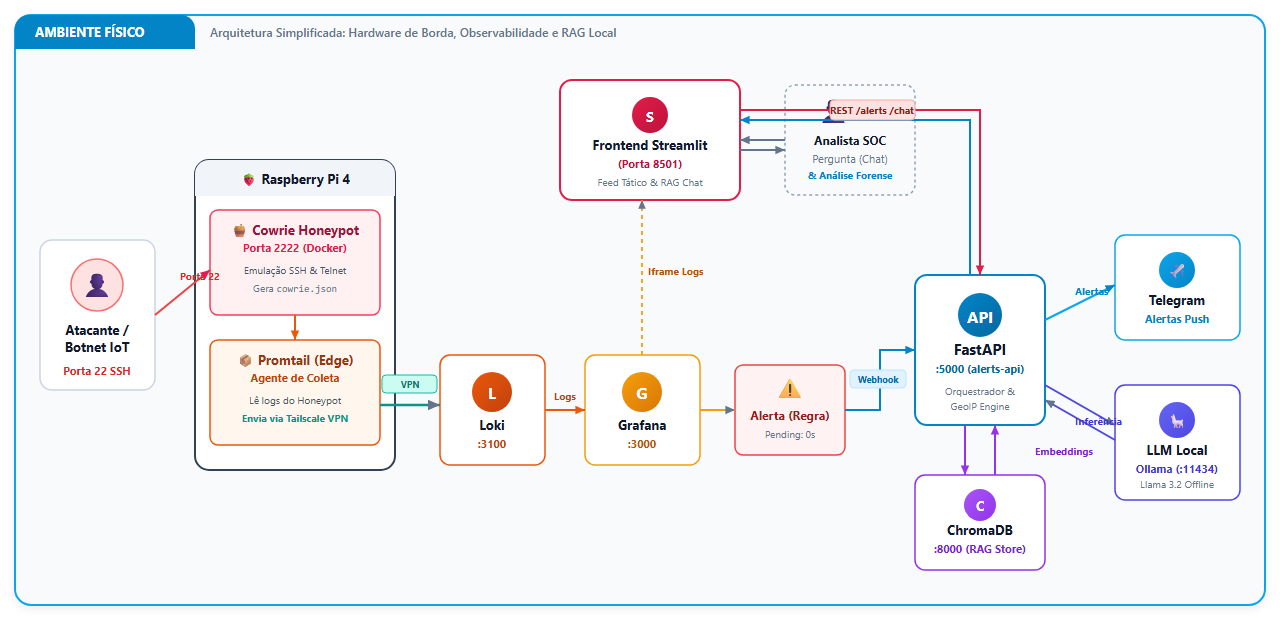 AMBIENTE FÍSICO
Arquitetura Simplificada: Hardware de Borda, Observabilidade e RAG Local
S
Frontend Streamlit
(Porta 8501)
Feed Tático & RAG Chat
REST /alerts /chat
Analista SOC
Pergunta (Chat)
& Análise Forense
Raspberry Pi 4
Cowrie Honeypot
Porta 2222 (Docker)
Emulação SSH & Telnet
Gera cowrie.json
Porta 22
Atacante /
Botnet IoT
Porta 22 SSH
Promtail (Edge)
Agente de Coleta
Lê logs do Honeypot
Envia via Tailscale VPN
VPN
L
Loki
:3100
Logs
Iframe Logs
G
Grafana
:3000
Alerta (Regra)
Pending: 0s
Webhook
API
FastAPI
:5000 (alerts-api)
Orquestrador &
GeoIP Engine
Alertas
Telegram
Alertas Push
Inferência
Embeddings
LLM Local
Ollama (:11434)
Llama 3.2 Offline
C
ChromaDB
:8000 (RAG Store)